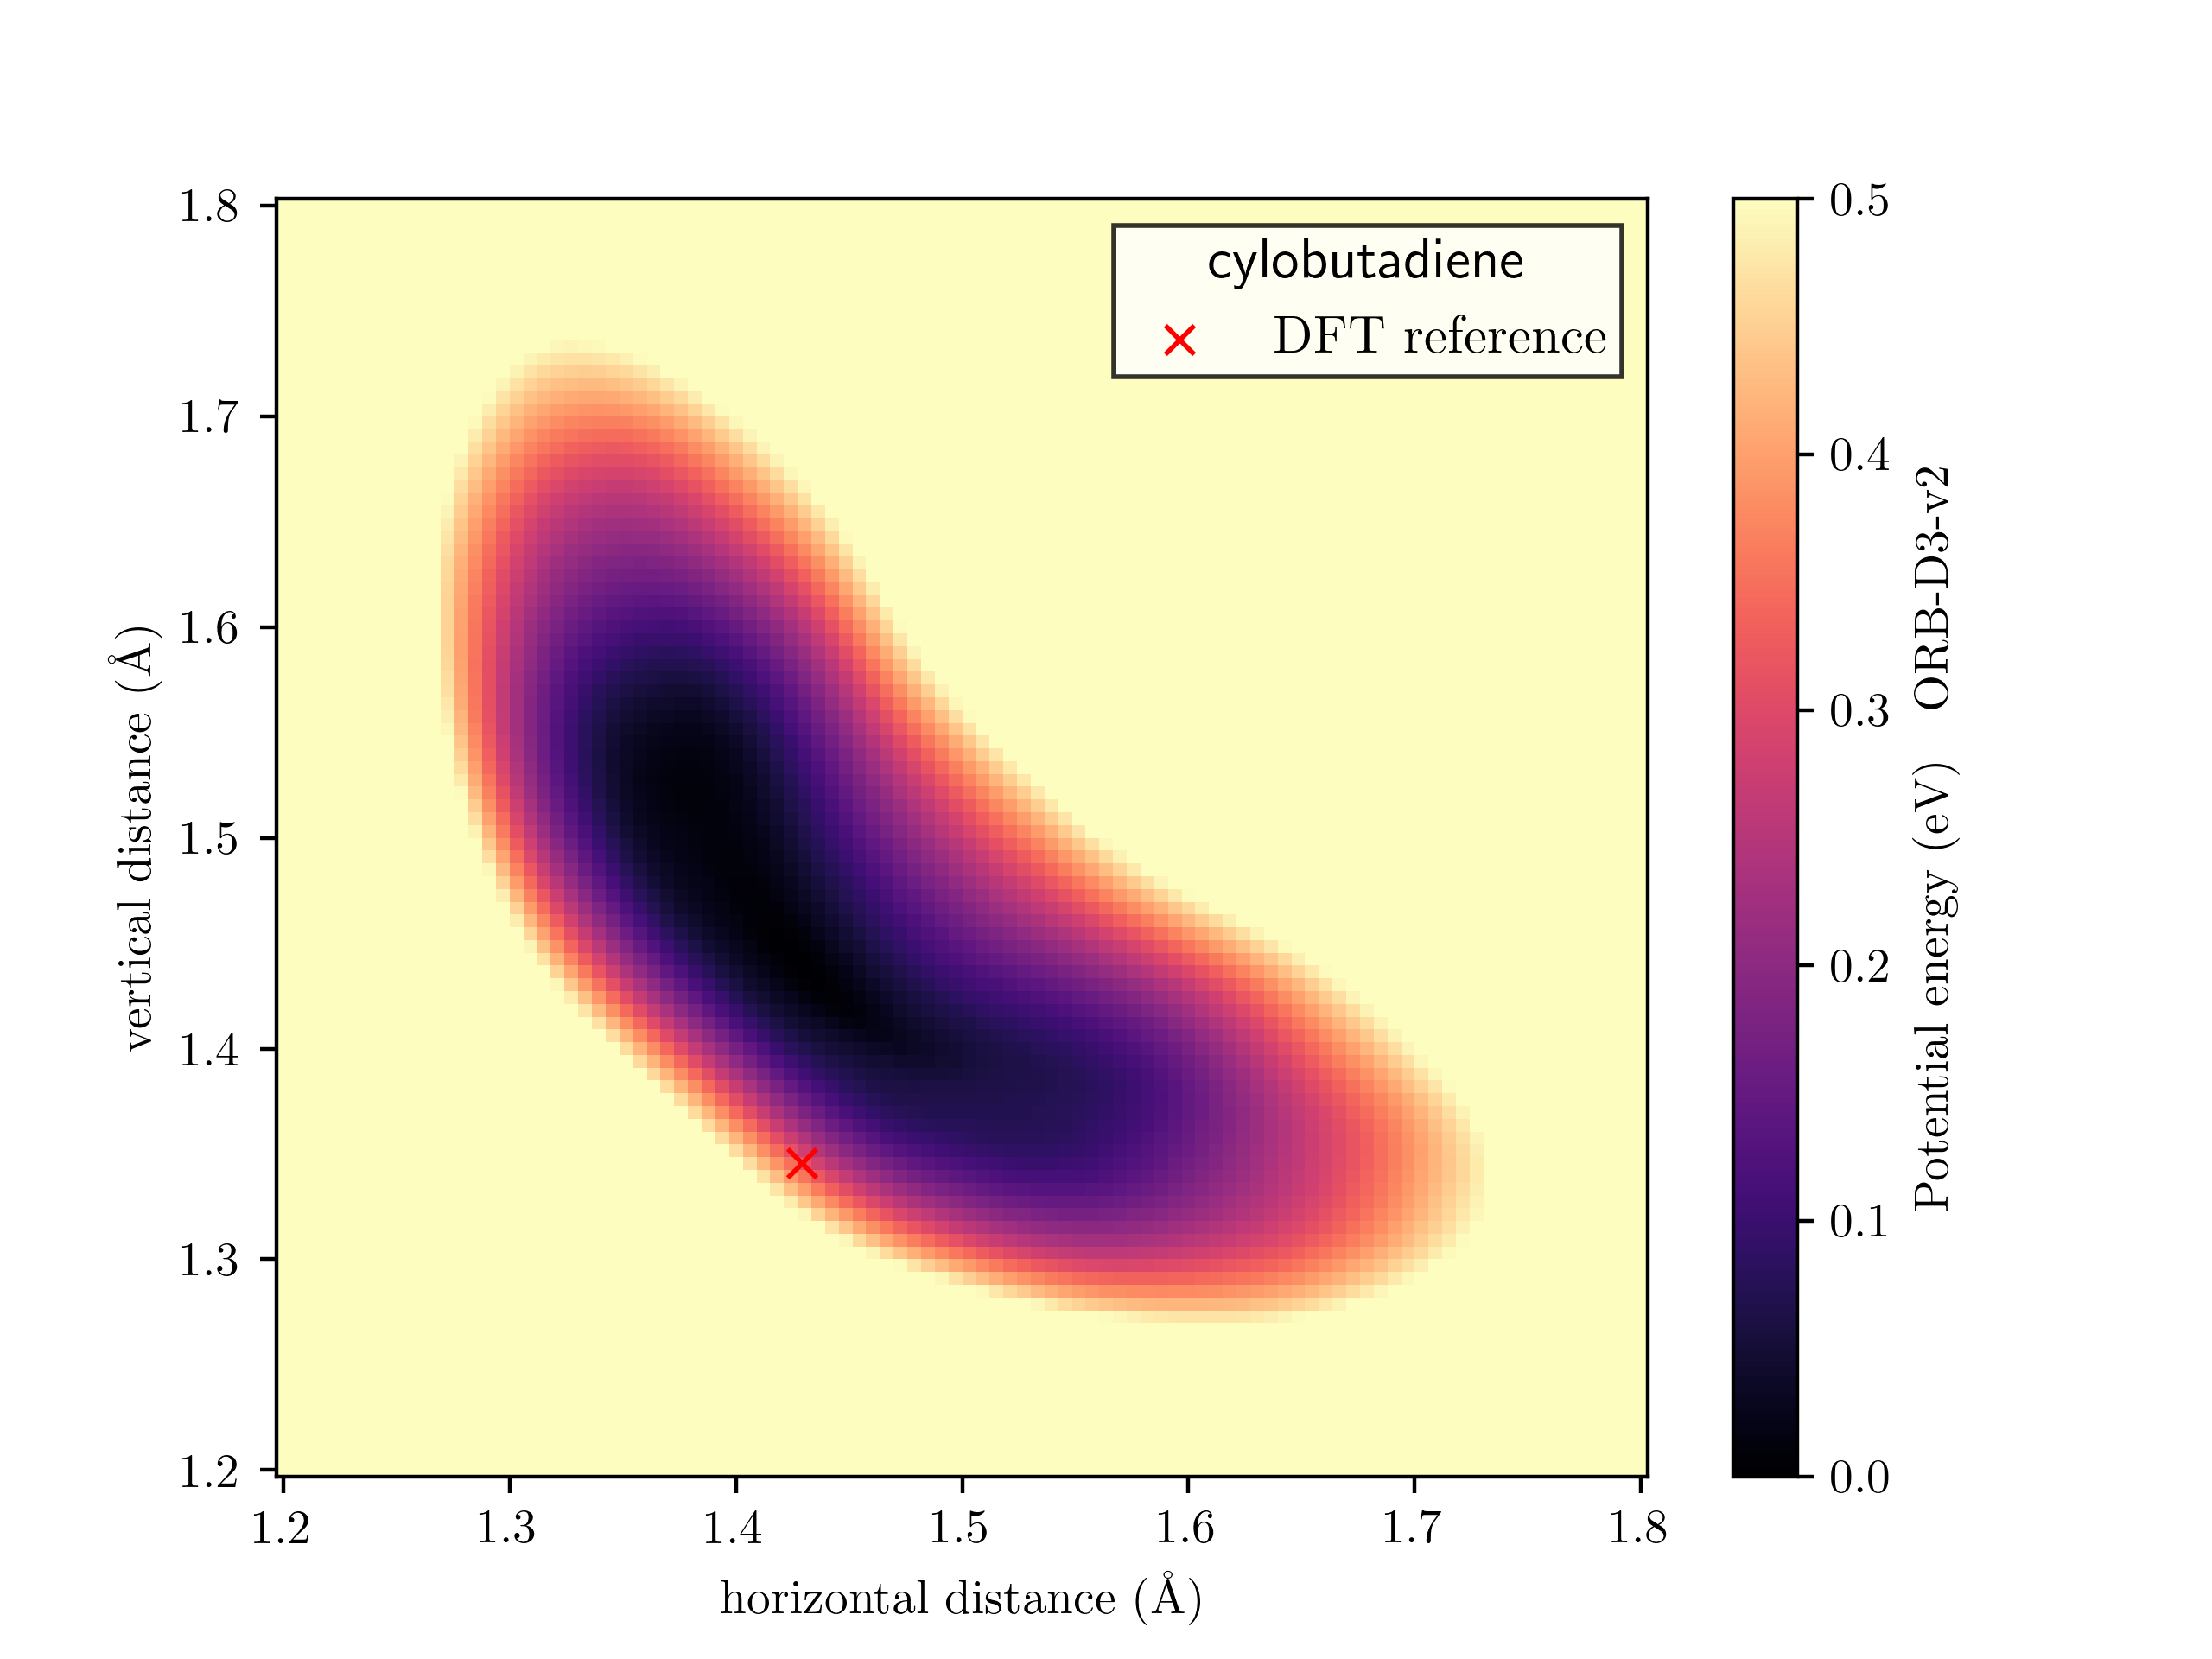 cylobutadiene
DFT reference
1.8
1.7
1.6
1.5
1.4
1.3
1.2
vertical distance (Å)
1.2 1.3 1.4 1.5 1.6 1.7 1.8
horizontal distance (Å)
0.5
0.4
0.3
0.2
0.1
0.0
Potential energy (eV) ORB-D3-v2